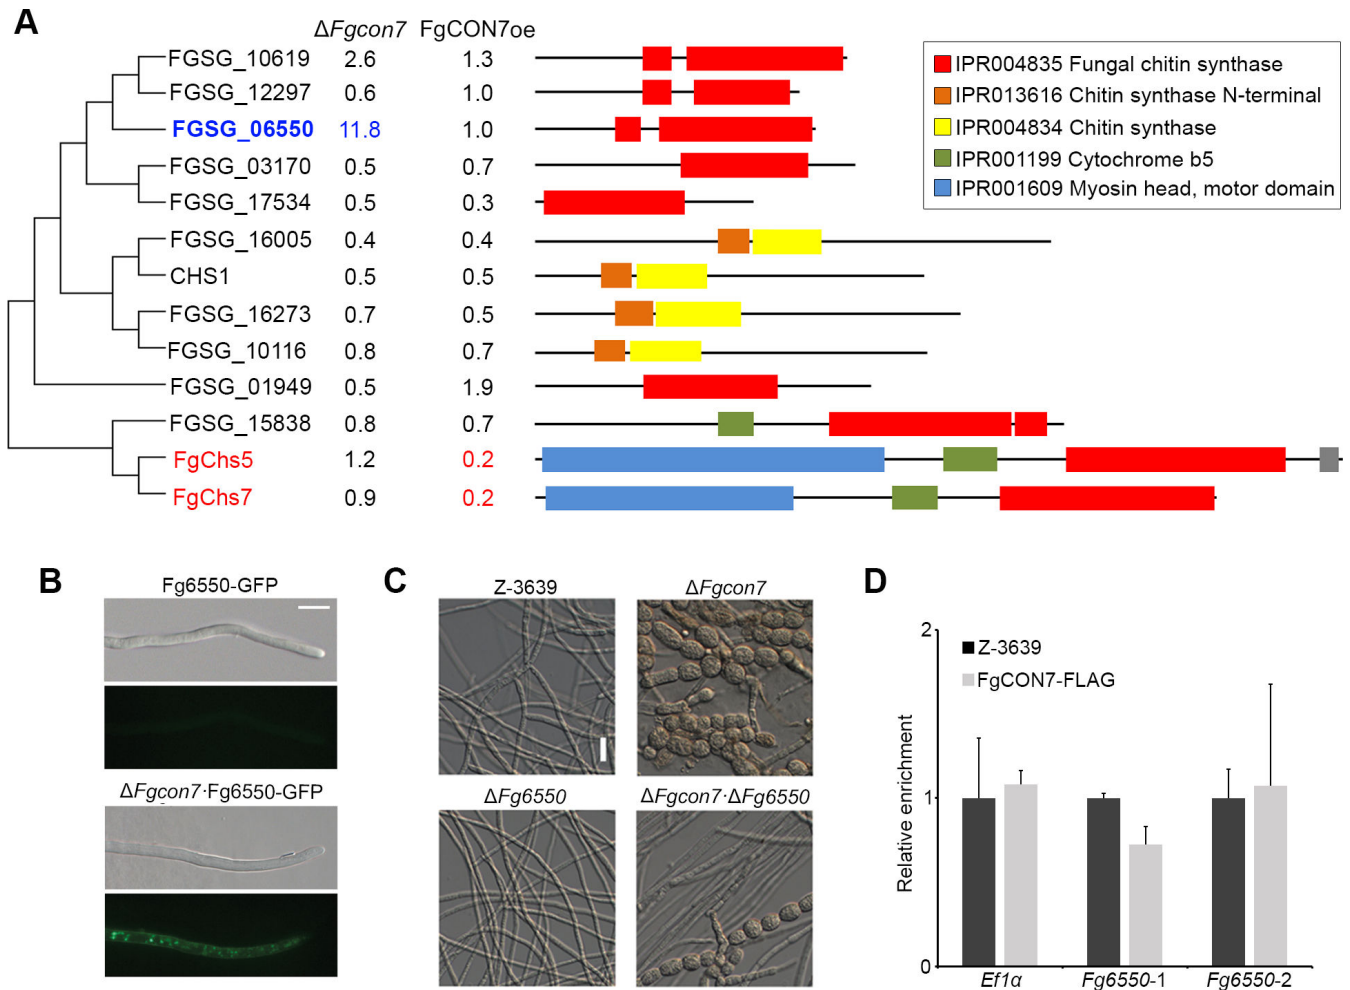 A
ΔFgcon7 FgCON7oe
FGSG_10619 2.6 1.3
FGSG_12297 0.6 1.0
FGSG_06550 11.8 1.0
FGSG_03170 0.5 0.7
FGSG_17534 0.5 0.3
FGSG_16005 0.4 0.4
CHS1 0.5 0.5
FGSG_16273 0.7 0.5
FGSG_10116 0.8 0.7
FGSG_01949 0.5 1.9
FGSG_15838 0.8 0.7
FgChs5 1.2 0.2
FgChs7 0.9 0.2
IPR004835 Fungal chitin synthase
IPR013616 Chitin synthase N-terminal
IPR004834 Chitin synthase
IPR001199 Cytochrome b5
IPR001609 Myosin head, motor domain
B
Fg6550-GFP
ΔFgcon7·Fg6550-GFP
C
Z-3639
ΔFgcon7
ΔFg6550
ΔFgcon7·ΔFg6550
D
Relative enrichment
2
1
0
Z-3639
FgCON7-FLAG
Ef1α
Fg6550-1
Fg6550-2